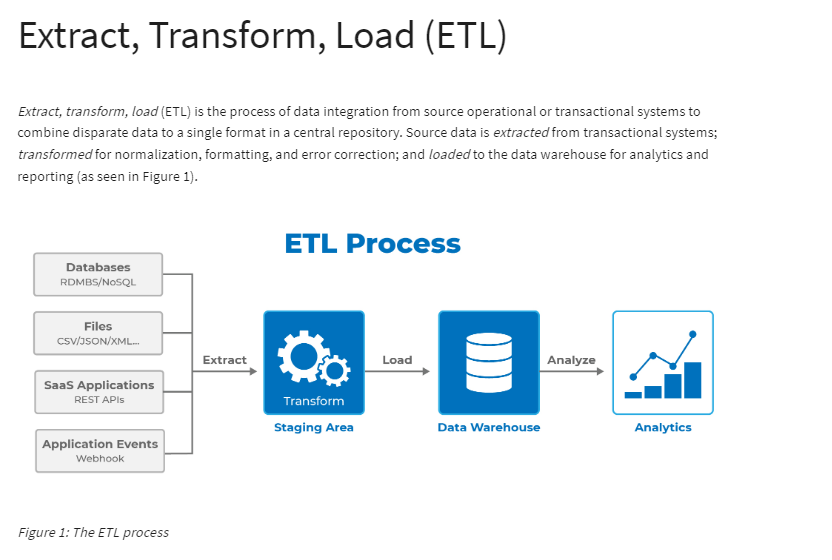 Extract, Transform, Load (ETL)
Extract, transform, load (ETL) is the process of data integration from source operational or transactional systems to
combine disparate data to a single format in a central repository. Source data is extracted from transactional systems;
transformed for normalization, formatting, and error correction; and loaded to the data warehouse for analytics and
reporting (as seen in Figure 1).
ETL Process
Databases
RDMBS/NoSQL
Files
CSV/JSON/XML...
SaaS Applications
REST APIs
Application Events
Webhook
Extract
Transform
Staging Area
Load
Data Warehouse
Analyze
Analytics
Figure 1: The ETL process